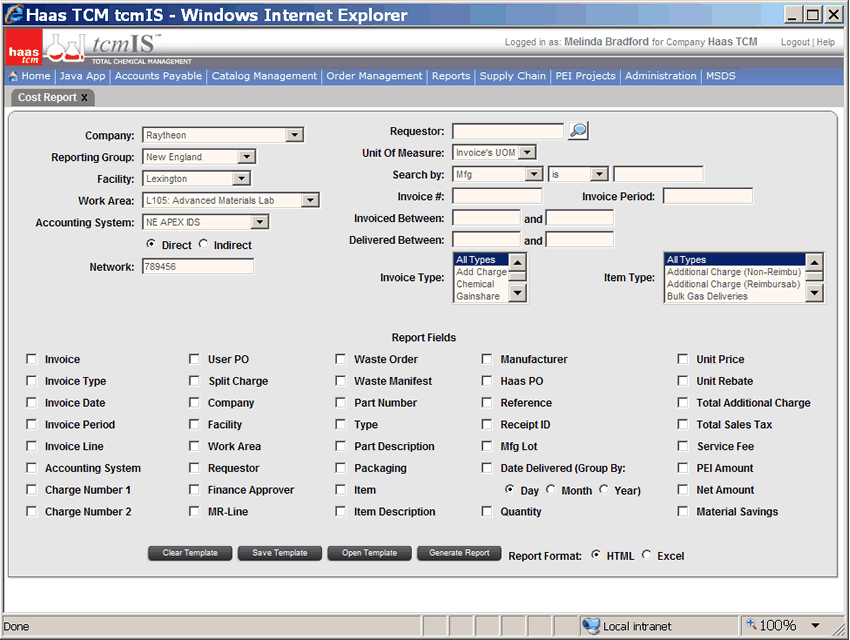 Haas TCM tcmIS - Windows Internet Explorer
haas tcm
tcmIS™
TOTAL CHEMICAL MANAGEMENT
Logged in as: Melinda Bradford for Company Haas TCM
Logout | Help
Home | Java App | Accounts Payable | Catalog Management | Order Management | Reports | Supply Chain | PEI Projects | Administration | MSDS
Cost Report x
Company: Raytheon
Reporting Group: New England
Facility: Lexington
Work Area: L105: Advanced Materials Lab
Accounting System: NE APEX IDS
Direct Indirect
Network: 789456
Requestor:
Unit Of Measure: Invoice's UOM
Search by: Mfg is
Invoice #: Invoice Period:
Invoiced Between: and
Delivered Between: and
Invoice Type:
All Types
Add Charge
Chemical
Gainshare
Item Type:
All Types
Additional Charge (Non-Reimbu)
Additional Charge (Reimbursab)
Bulk Gas Deliveries
Report Fields
Invoice User PO Waste Order Manufacturer Unit Price
Invoice Type Split Charge Waste Manifest Haas PO Unit Rebate
Invoice Date Company Part Number Reference Total Additional Charge
Invoice Period Facility Type Receipt ID Total Sales Tax
Invoice Line Work Area Part Description Mfg Lot Service Fee
Accounting System Requestor Packaging Date Delivered (Group By: PEI Amount
Charge Number 1 Finance Approver Item Day Month Year) Net Amount
Charge Number 2 MR-Line Item Description Quantity Material Savings
Clear Template Save Template Open Template Generate Report Report Format: HTML Excel
Done Local intranet 100%